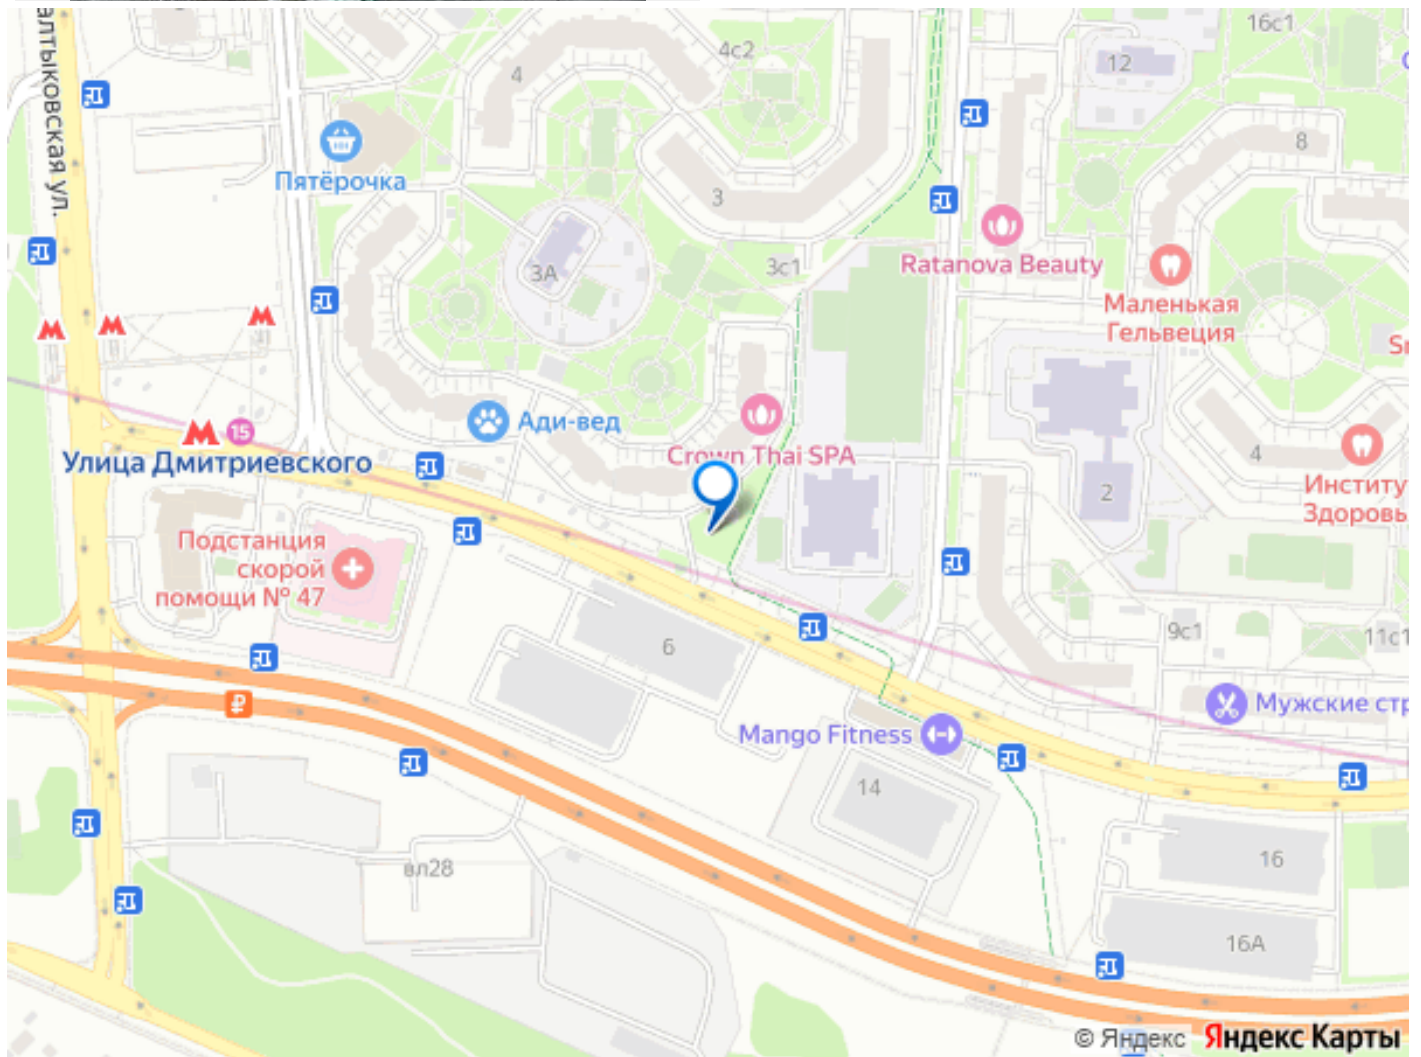 алтыковская ул.
16с1
4с2
12
4
8
Пятёрочка
3
3А
3с1
Ratanova Beauty
Маленькая
Гельвеция
Ади-вед
Crown Thai SPA
15
Улица Дмитриевского
4
2
Институ
Здоровь
Подстанция
скорой
помощи № 47
6
9с1
11с1
Мужские стр
Mango Fitness
14
вл28
16
16А
© Яндекс Яндекс Карты